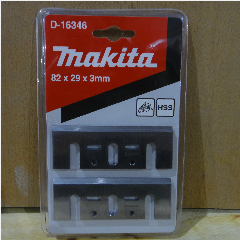 D-16346
Makita
82 x 29 x 3mm
HSS